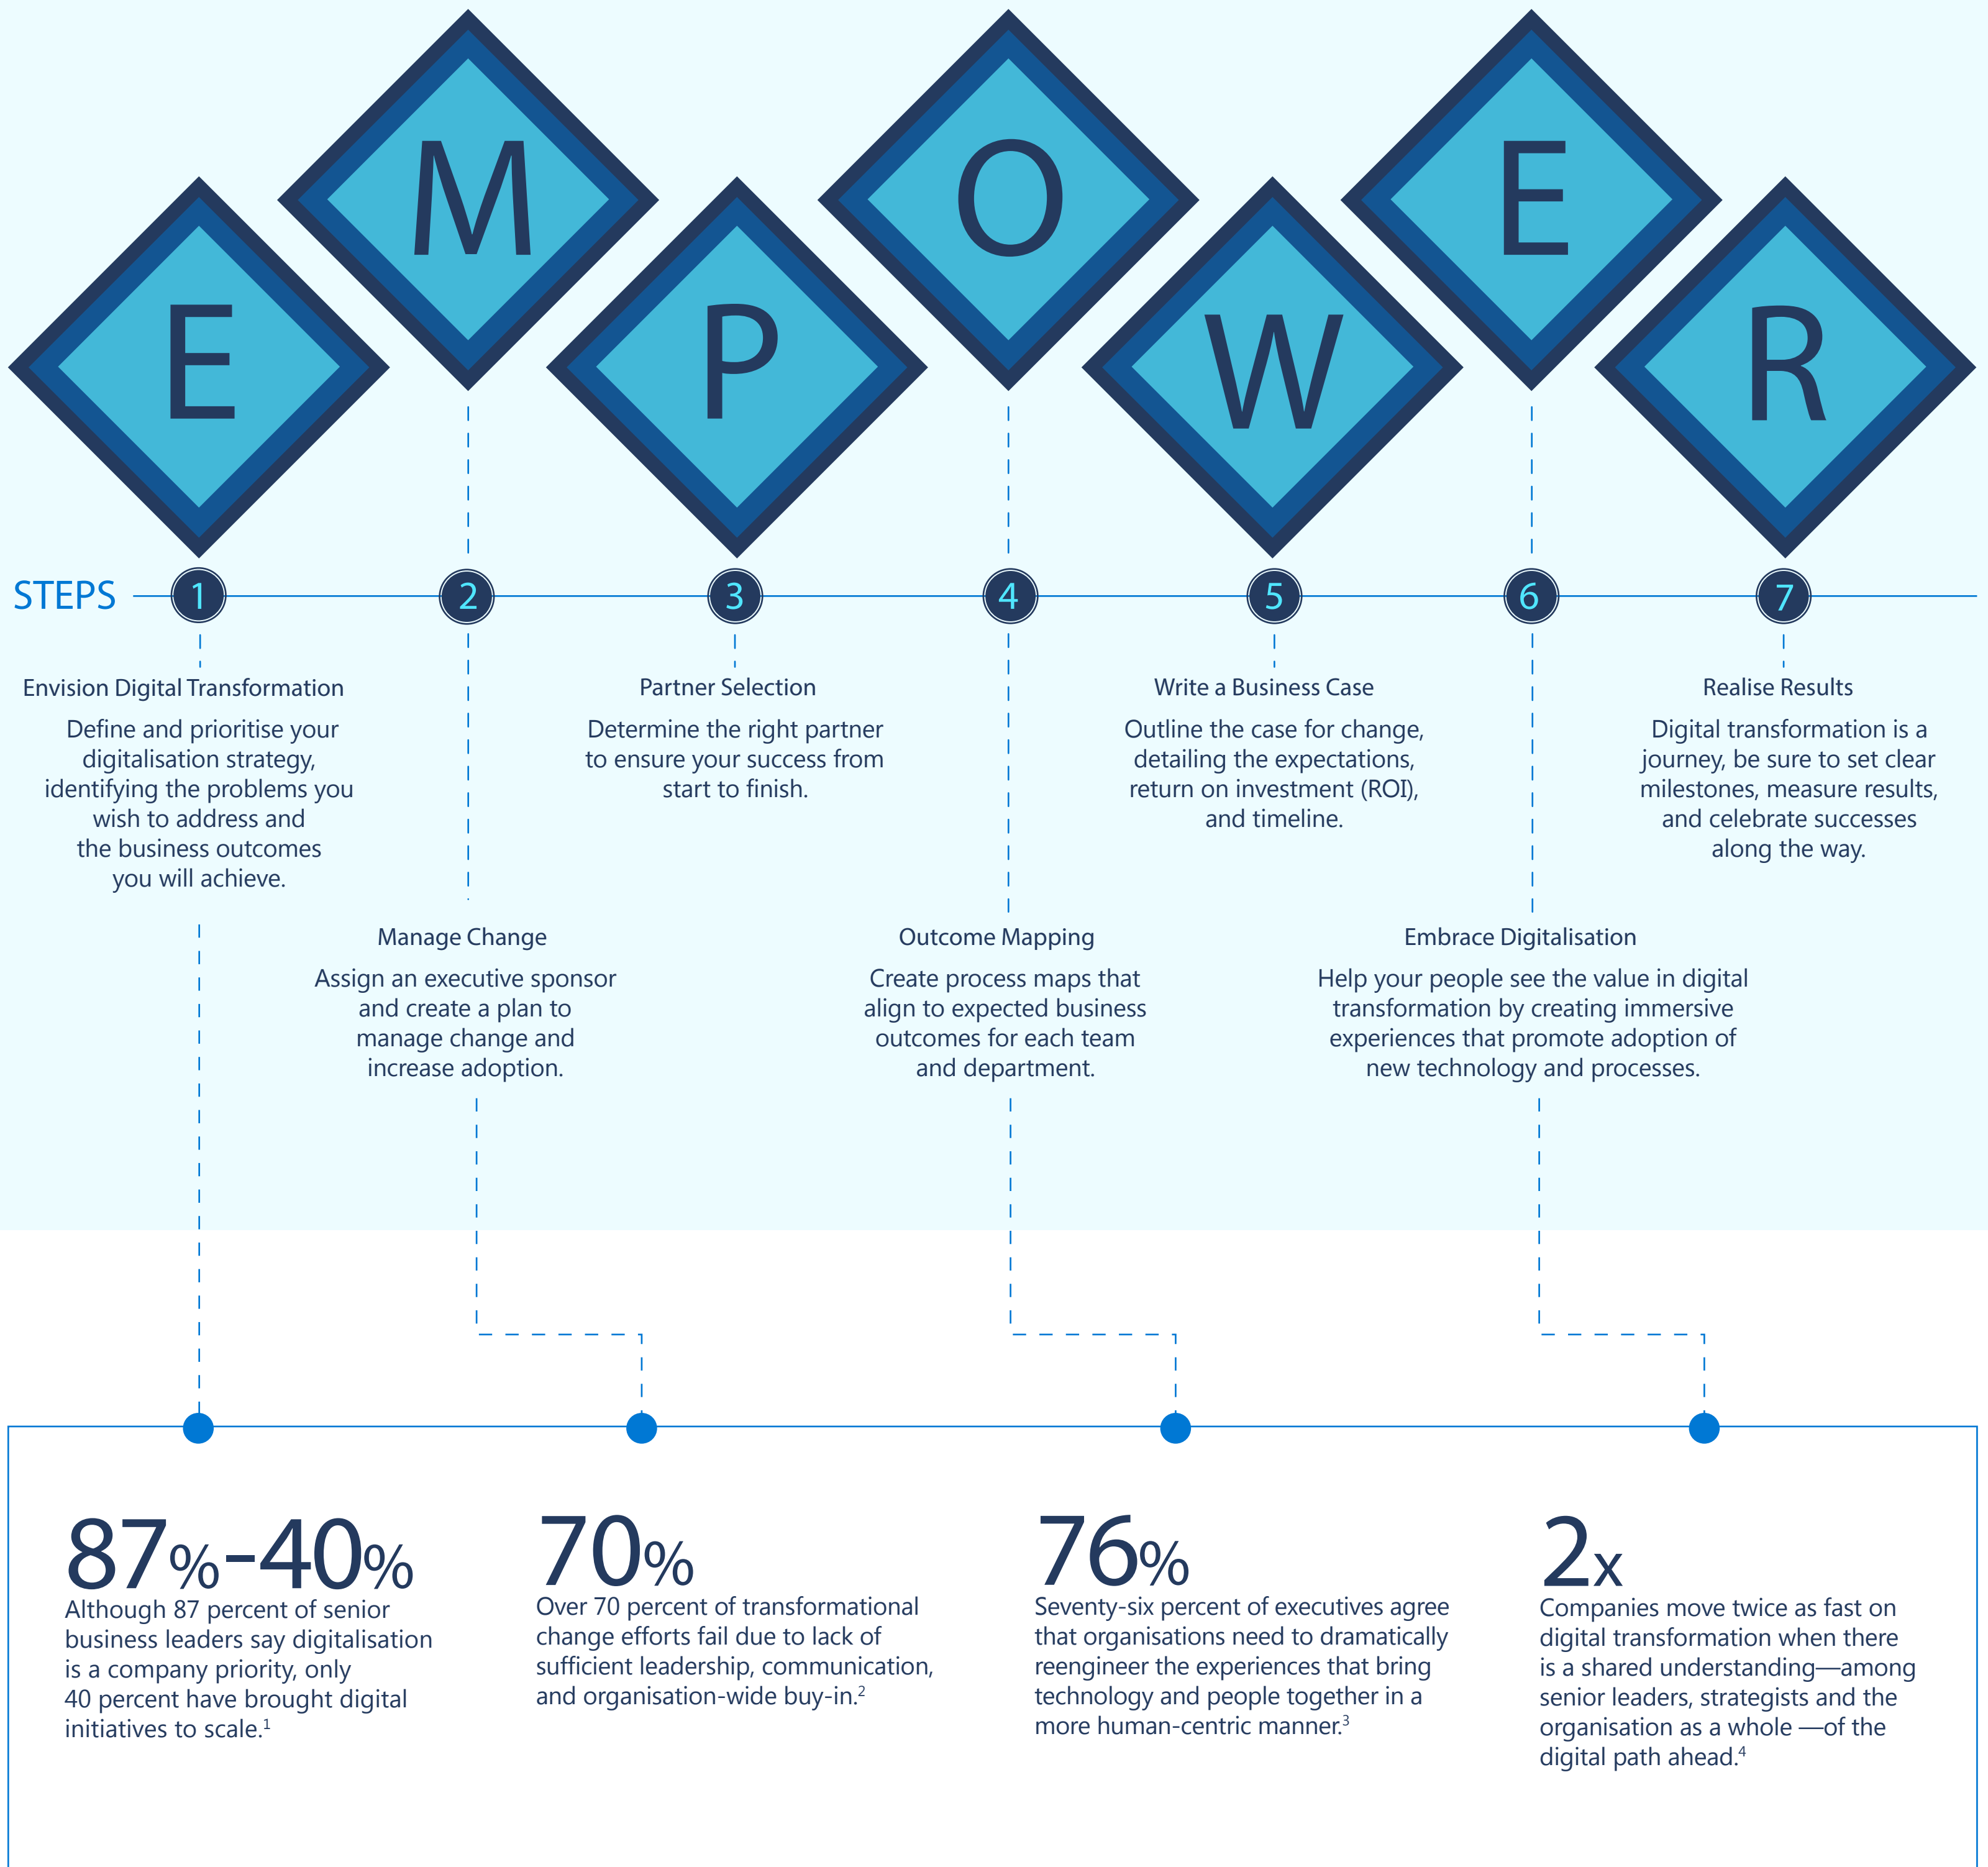 E
M
P
O
W
E
R
STEPS
1
2
3
4
5
6
7
Envision Digital Transformation
Define and prioritise your
digitalisation strategy,
identifying the problems you
wish to address and
the business outcomes
you will achieve.
Manage Change
Assign an executive sponsor
and create a plan to
manage change and
increase adoption.
Partner Selection
Determine the right partner
to ensure your success from
start to finish.
Outcome Mapping
Create process maps that
align to expected business
outcomes for each team
and department.
Write a Business Case
Outline the case for change,
detailing the expectations,
return on investment (ROI),
and timeline.
Embrace Digitalisation
Help your people see the value in digital
transformation by creating immersive
experiences that promote adoption of
new technology and processes.
Realise Results
Digital transformation is a
journey, be sure to set clear
milestones, measure results,
and celebrate successes
along the way.
87%-40%
Although 87 percent of senior
business leaders say digitalisation
is a company priority, only
40 percent have brought digital
initiatives to scale.¹
70%
Over 70 percent of transformational
change efforts fail due to lack of
sufficient leadership, communication,
and organisation-wide buy-in.²
76%
Seventy-six percent of executives agree
that organisations need to dramatically
reengineer the experiences that bring
technology and people together in a
more human-centric manner.³
2x
Companies move twice as fast on
digital transformation when there
is a shared understanding—among
senior leaders, strategists and the
organisation as a whole —of the
digital path ahead.⁴